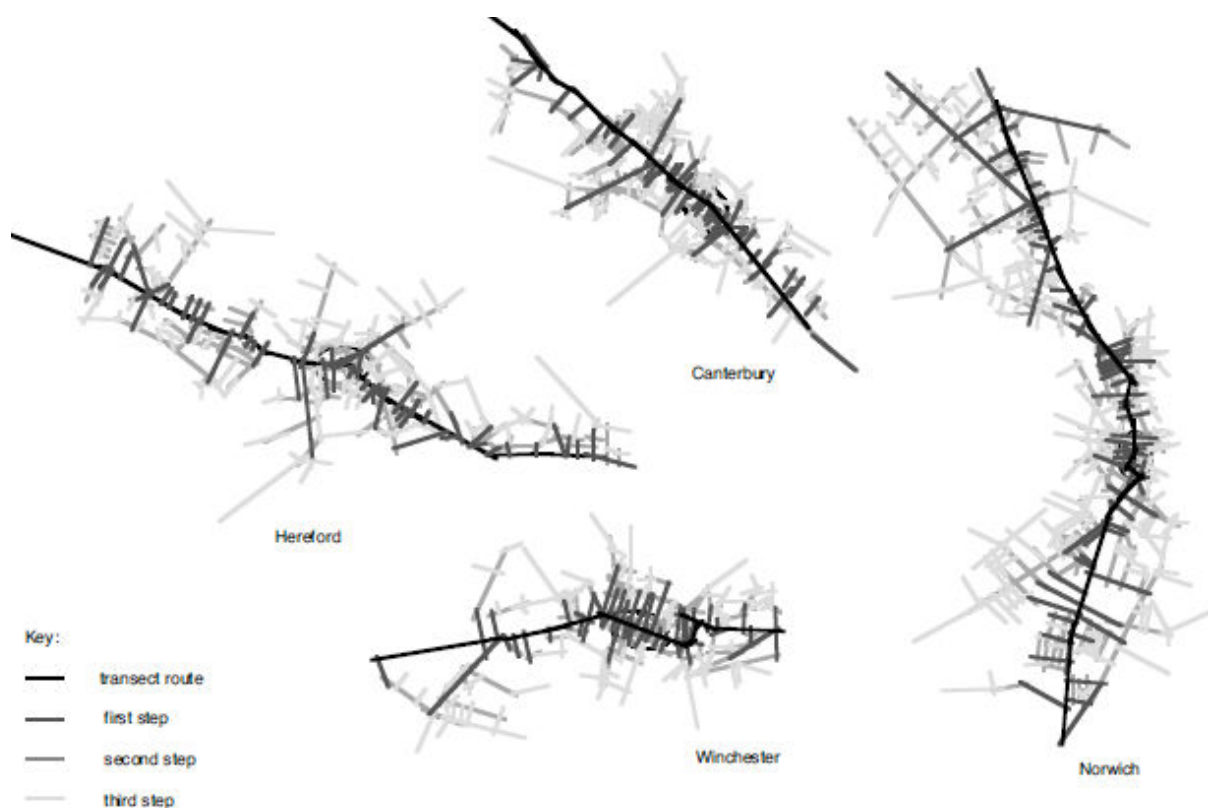 Canterbury
Hereford
Winchester
Norwich
Key:
transect route
first step
second step
third step